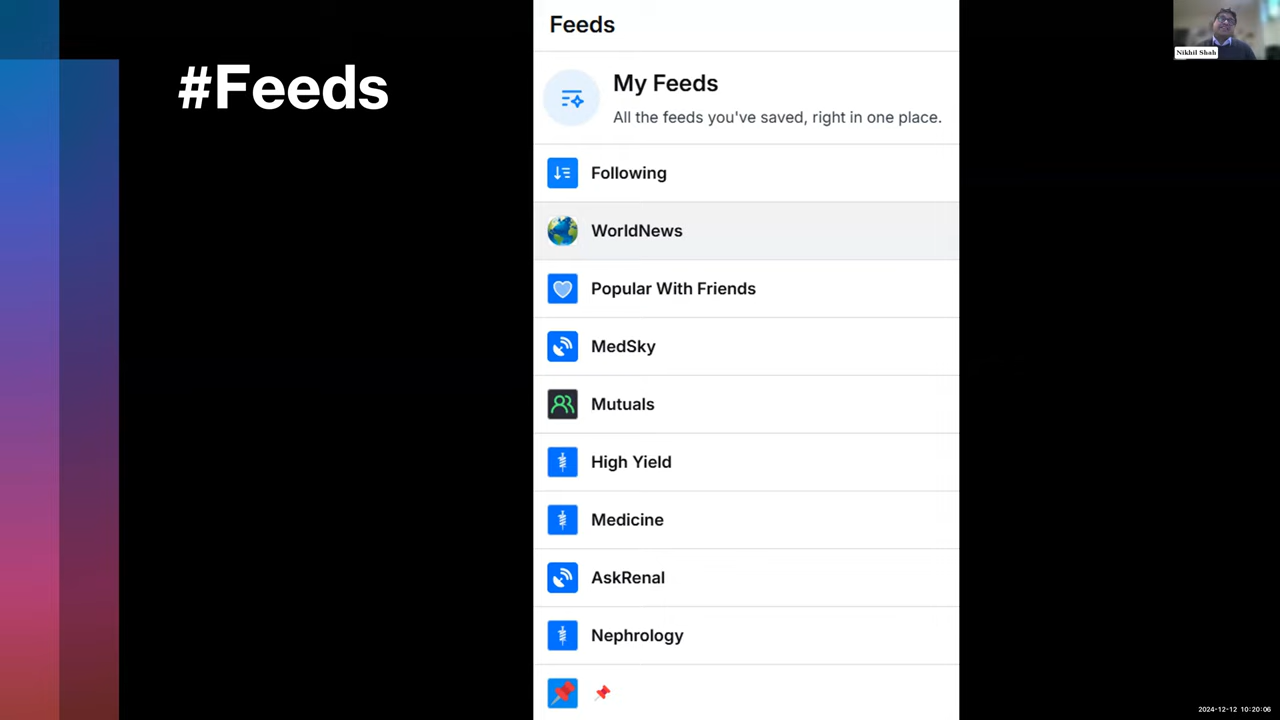 #Feeds
Feeds
My Feeds
All the feeds you've saved, right in one place.
Following
WorldNews
Popular With Friends
MedSky
Mutuals
High Yield
Medicine
AskRenal
Nephrology
Nikhil Shah
2024-12-12 10:20:06